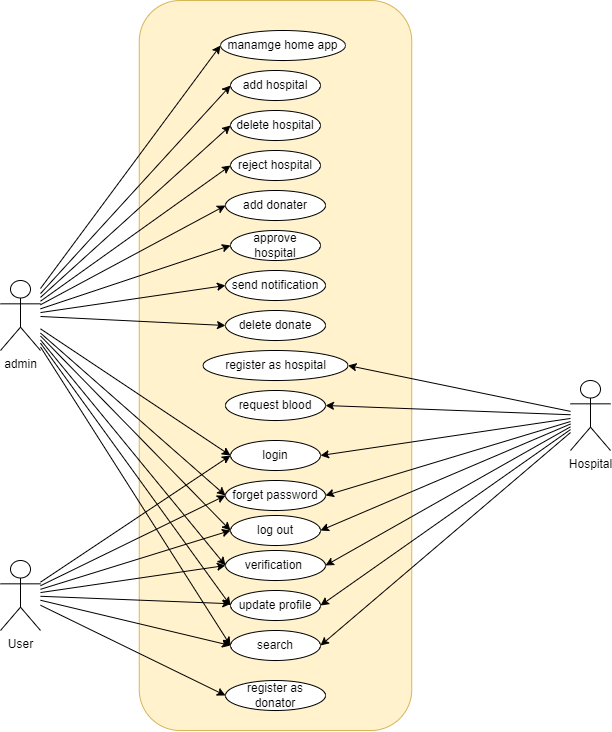 manamge home app
add hospital
delete hospital
reject hospital
add donater
approve
hospital
send notification
delete donate
admin
register as hospital
request blood
login
Hospital
forget password
log out
verification
update profile
User
search
register as
donator